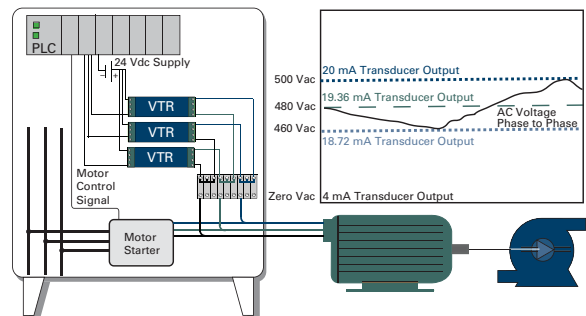 PLC
24 Vdc Supply
+
VTR
VTR
VTR
Motor
Control
Signal
Motor
Starter
500 Vac
480 Vac
460 Vac
Zero Vac
20 mA Transducer Output
19.36 mA Transducer Output
AC Voltage
Phase to Phase
18.72 mA Transducer Output
4 mA Transducer Output